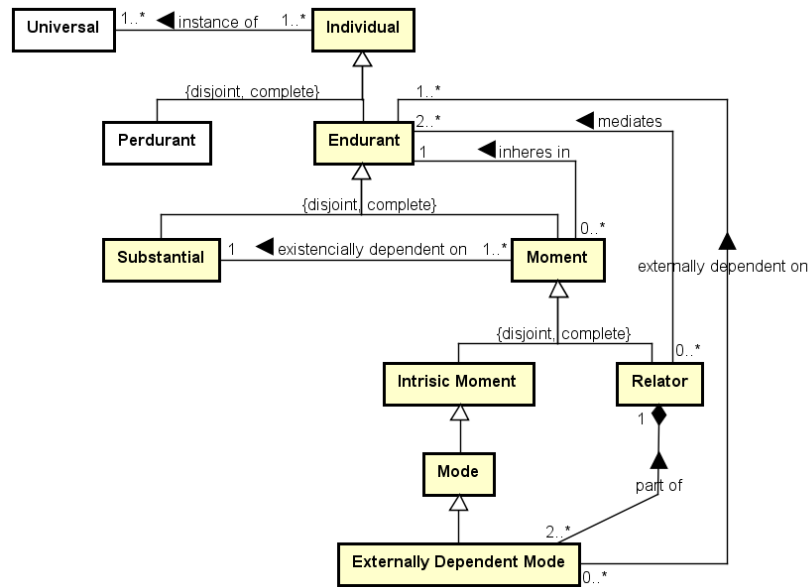 Universal
1..*
instance of
1..*
Individual
{disjoint, complete}
1..*
Perdurant
Endurant
2..*
mediates
1
inheres in
{disjoint, complete}
0..*
Substantial
1
existencially dependent on
1..*
Moment
externally dependent on
{disjoint, complete}
0..*
Intrisic Moment
Relator
1
Mode
part of
2..*
Externally Dependent Mode
0..*